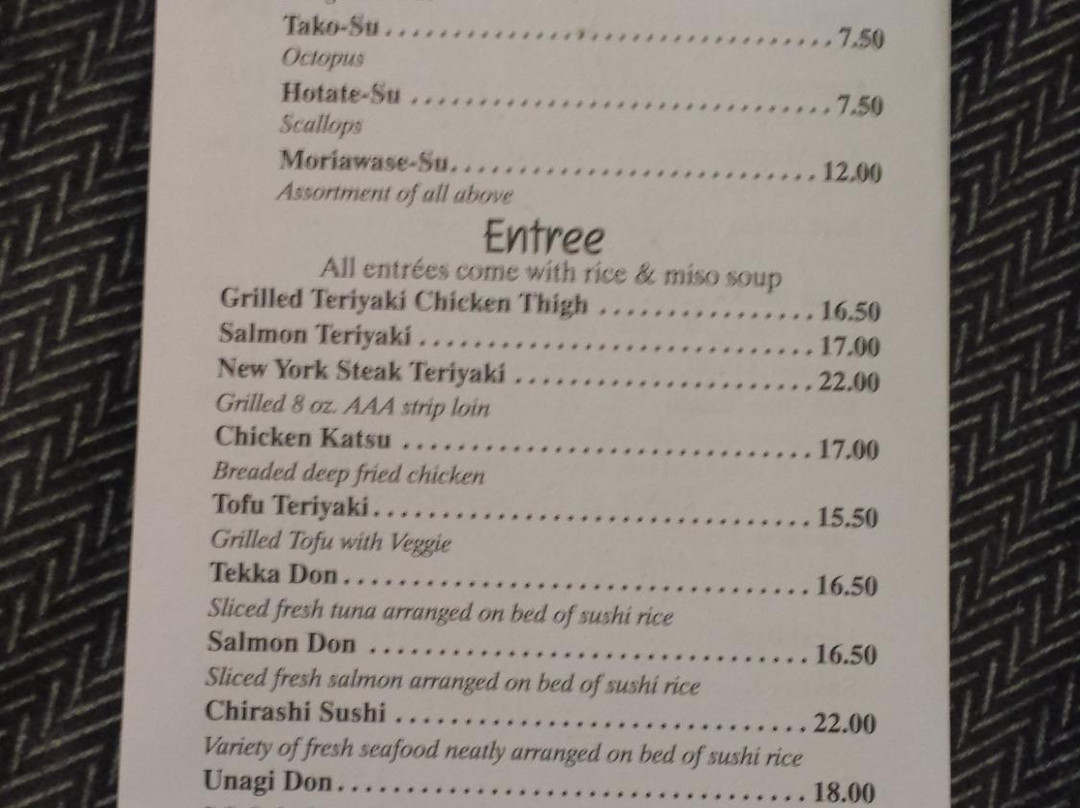 Tako-Su ................................... 7.50
Octopus
Hotate-Su ................................ 7.50
Scallops
Moriawase-Su............................. 12.00
Assortment of all above
Entree
All entrées come with rice & miso soup
Grilled Teriyaki Chicken Thigh ................. 16.50
Salmon Teriyaki .............................. 17.00
New York Steak Teriyaki ....................... 22.00
Grilled 8 oz. AAA strip loin
Chicken Katsu ............................... 17.00
Breaded deep fried chicken
Tofu Teriyaki................................. 15.50
Grilled Tofu with Veggie
Tekka Don................................... 16.50
Sliced fresh tuna arranged on bed of sushi rice
Salmon Don ................................. 16.50
Sliced fresh salmon arranged on bed of sushi rice
Chirashi Sushi ............................... 22.00
Variety of fresh seafood neatly arranged on bed of sushi rice
Unagi Don................................... 18.00